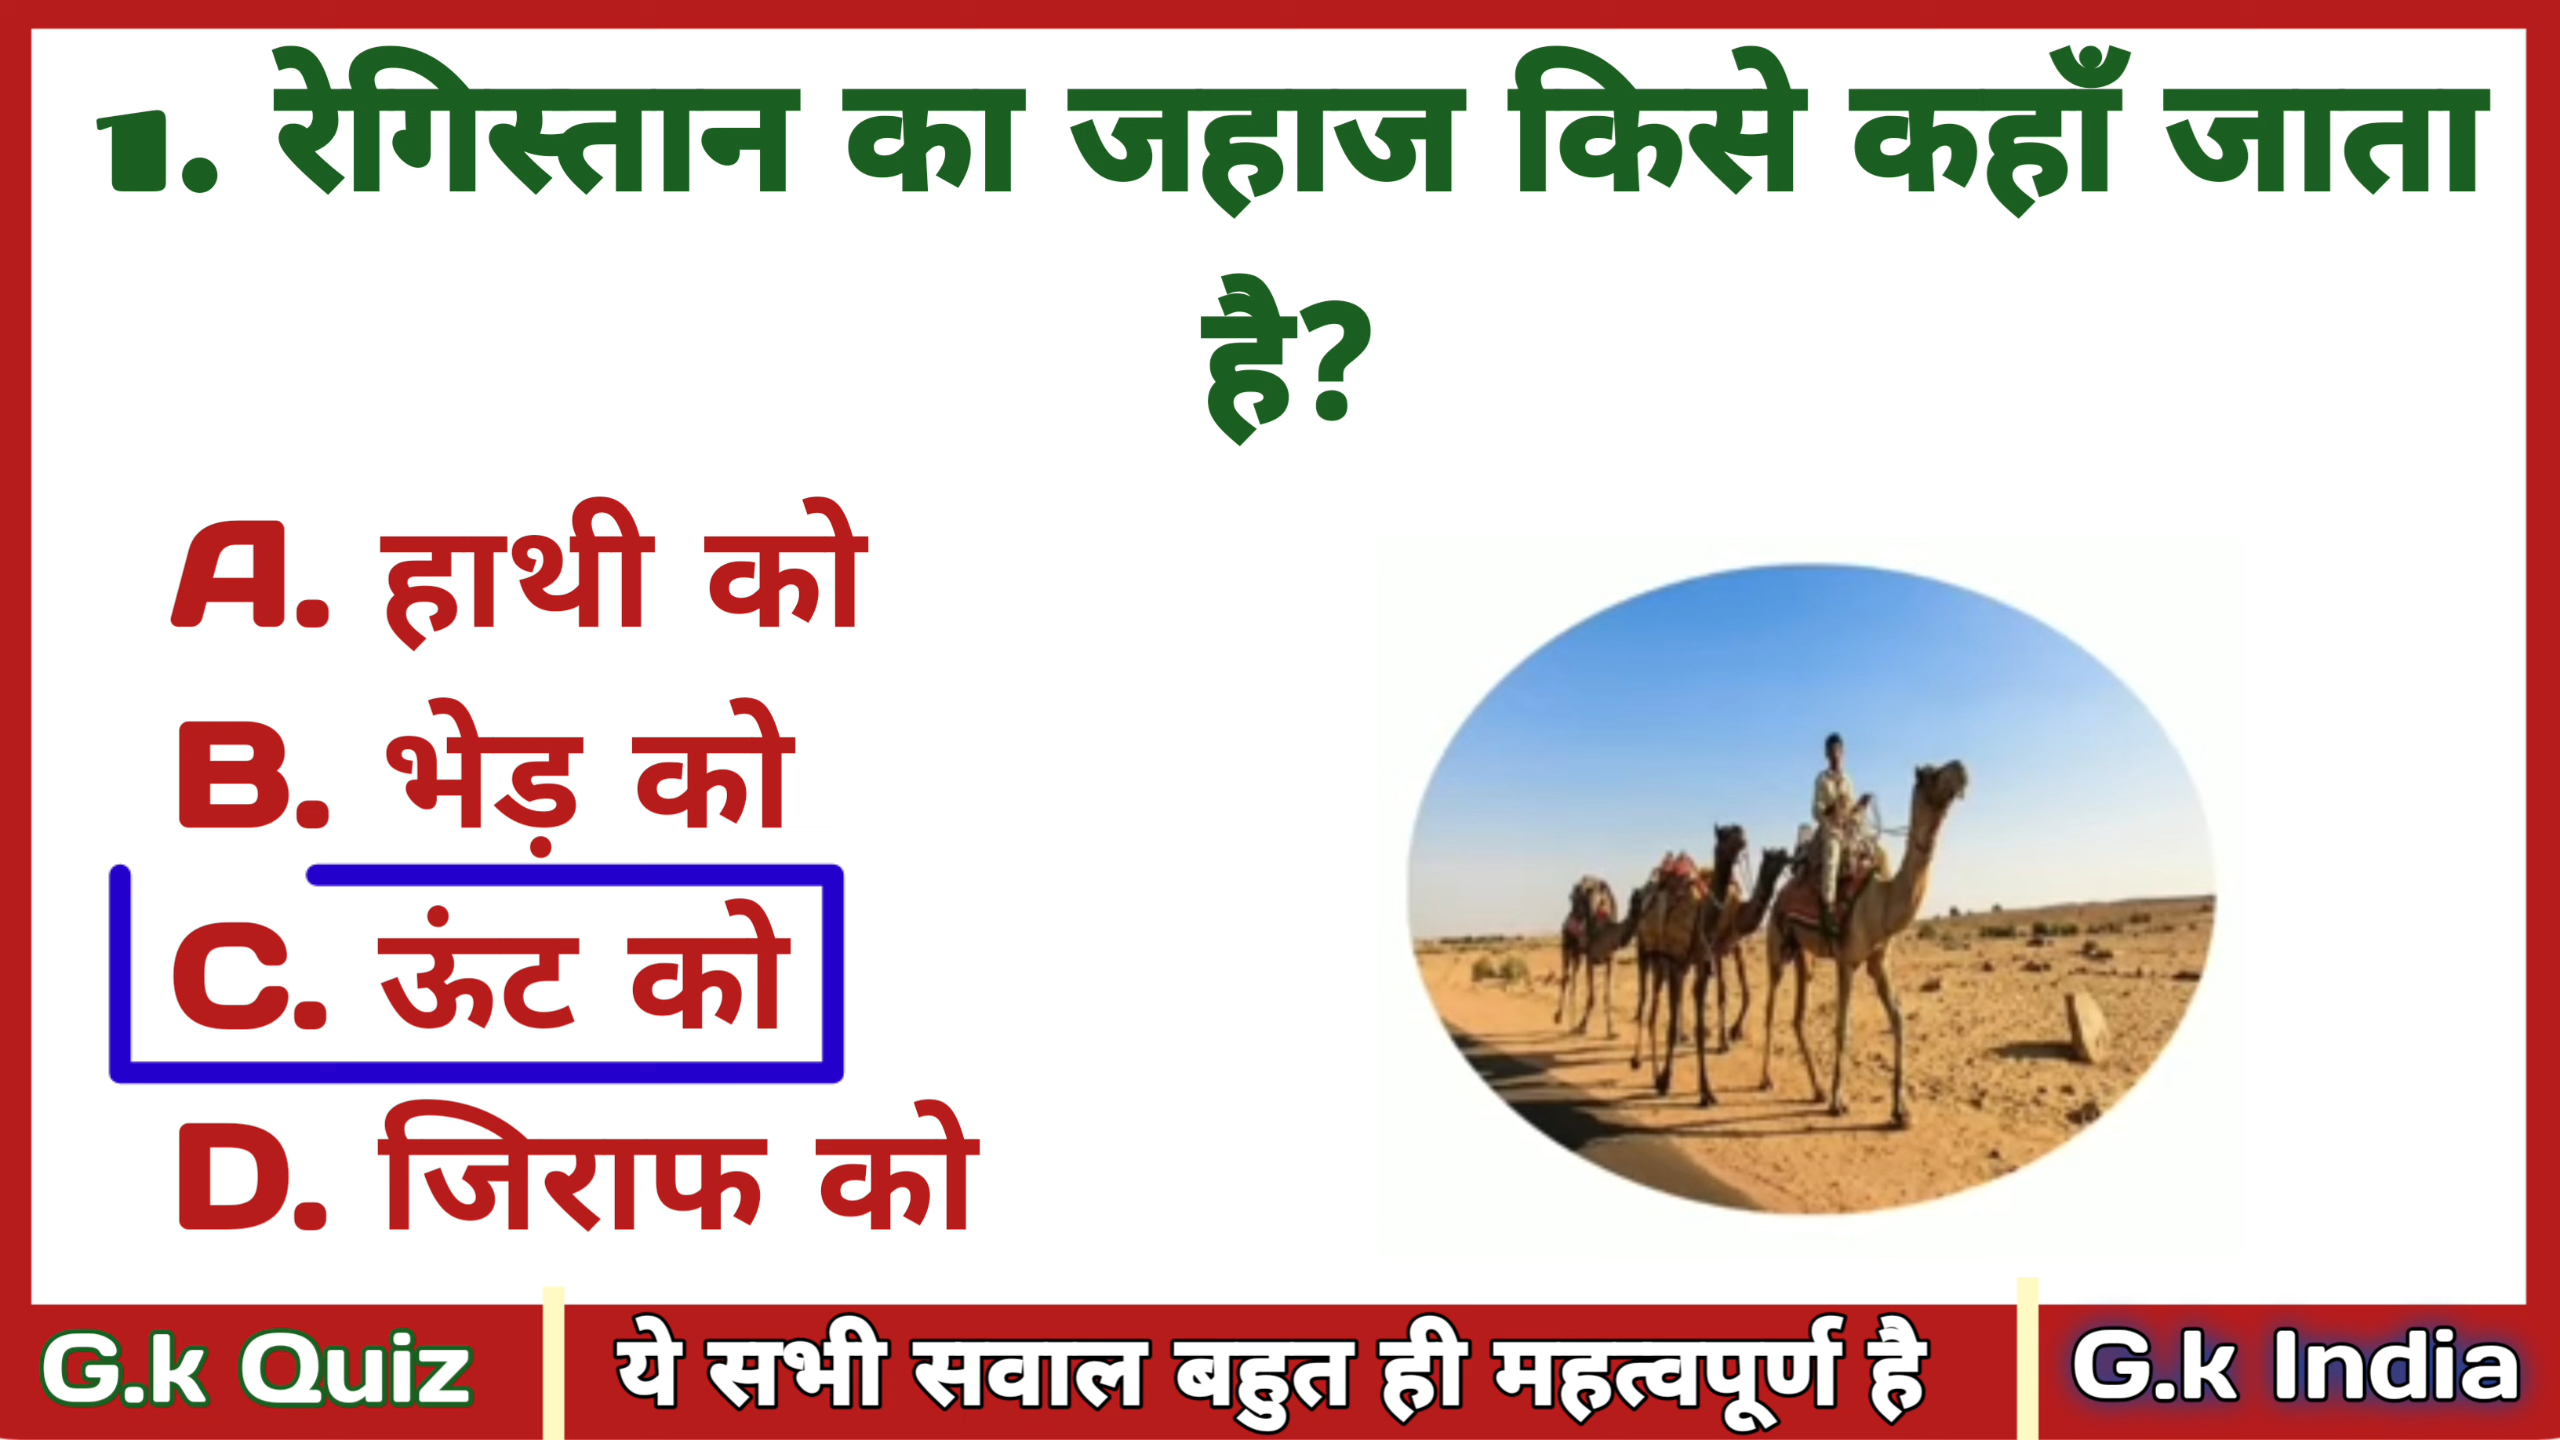 1. रेगिस्तान का जहाज किसे कहाँ जाता
है?
A. हाथी को
B. भेड़ को
C. ऊंट को
D. जिराफ को
G.k Quiz
ये सभी सवाल बहुत ही महत्वपूर्ण है
G.k India